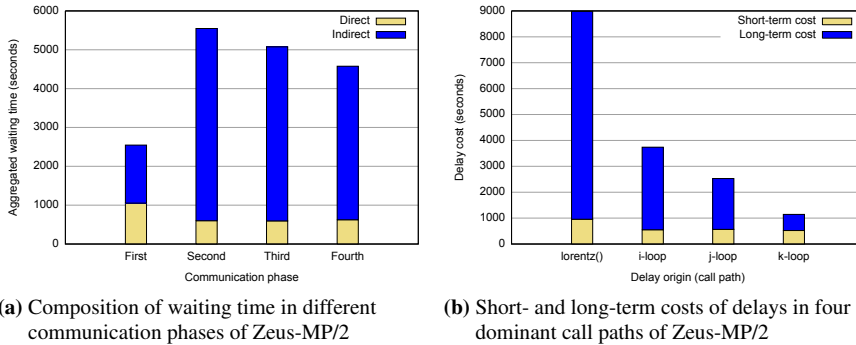 6000
5000
4000
3000
2000
1000
0
Aggregated waiting time (seconds)
Direct
Indirect
First Second Third Fourth
Communication phase
(a) Composition of waiting time in different
communication phases of Zeus-MP/2
9000
8000
7000
6000
5000
4000
3000
2000
1000
0
Delay cost (seconds)
Short-term cost
Long-term cost
lorentz() i-loop j-loop k-loop
Delay origin (call path)
(b) Short- and long-term costs of delays in four
dominant call paths of Zeus-MP/2